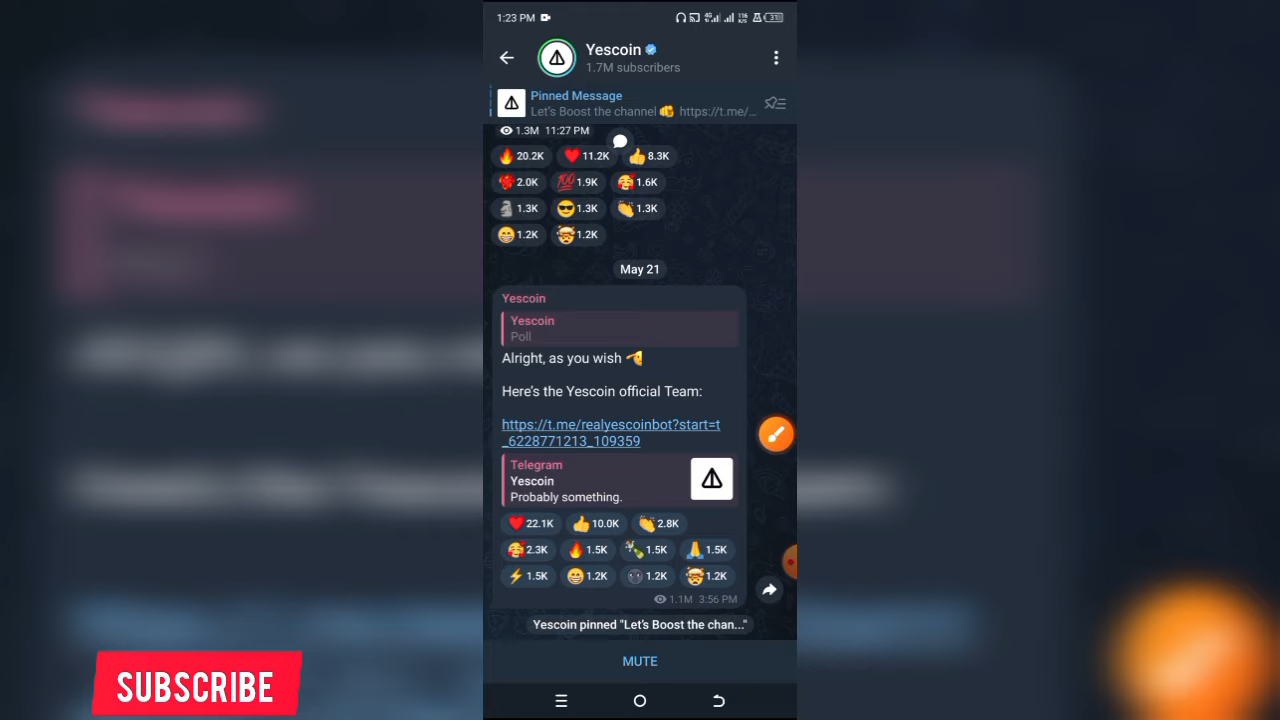 1:23 PM
4G
116
K/S
31
Yescoin
1.7M subscribers
Pinned Message
Let's Boost the channel 🫵 https://t.me/...
1.3M 11:27 PM
🔥 20.2K ❤️ 11.2K 👍 8.3K
2.0K 💯 1.9K 🥰 1.6K
🗿 1.3K 😎 1.3K 👏 1.3K
😁 1.2K 🤯 1.2K
May 21
Yescoin
Yescoin
Poll
Alright, as you wish 🫡
Here's the Yescoin official Team:
https://t.me/realyescoinbot?start=t
_6228771213_109359
Telegram
Yescoin
Probably something.
❤️ 22.1K 👍 10.0K 👏 2.8K
🥰 2.3K 🔥 1.5K 🍾 1.5K 🙏 1.5K
⚡ 1.5K 😁 1.2K 🌚 1.2K 🤯 1.2K
1.1M 3:56 PM
Yescoin pinned "Let's Boost the chan..."
MUTE
SUBSCRIBE